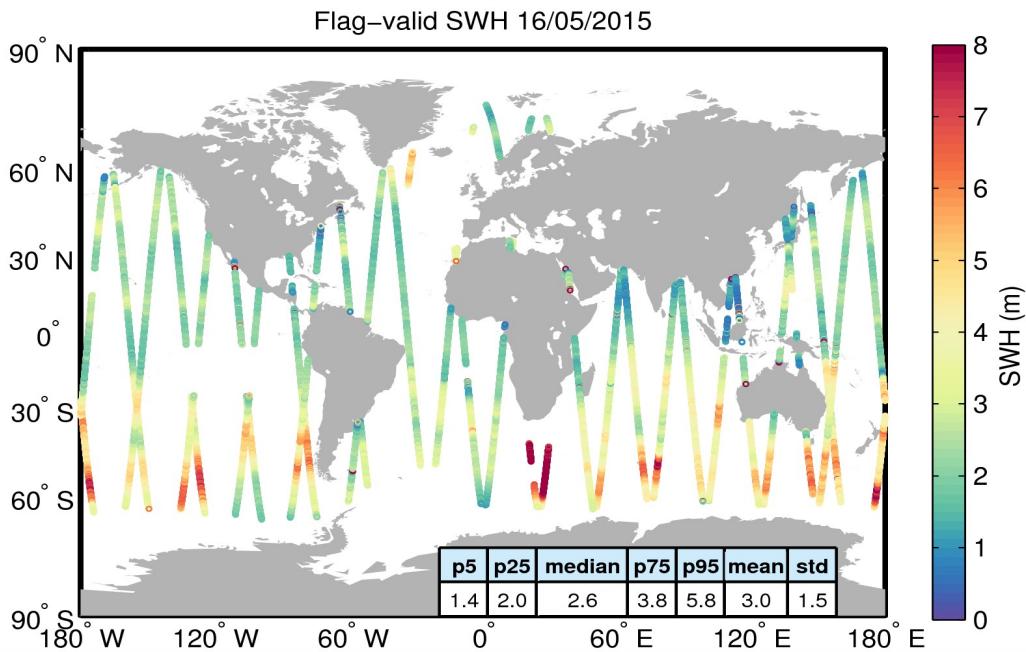 Flag−valid SWH 16/05/2015
90° N
60° N
30° N
0°
30° S
60° S
90° S
180° W
120° W
60° W
0°
60° E
120° E
180° E
p5 p25 median p75 p95 mean std
1.4 2.0 2.6 3.8 5.8 3.0 1.5
8
7
6
5
4
3
2
1
0
SWH (m)